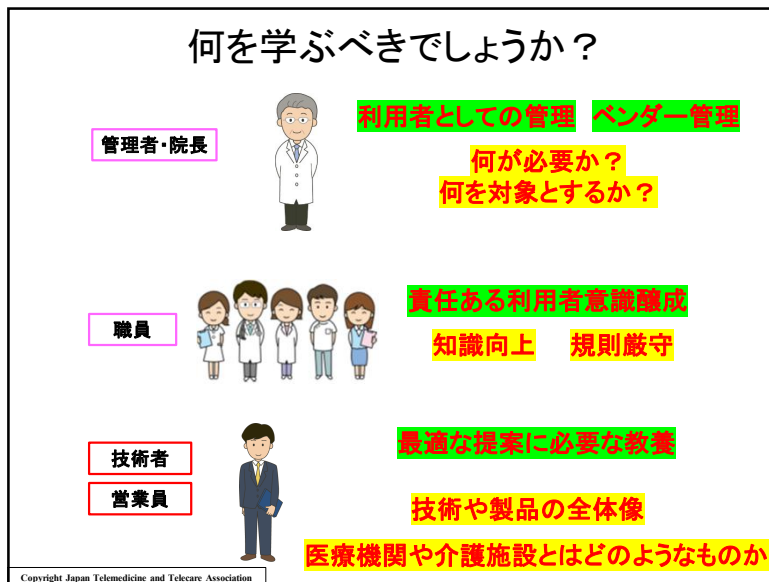 何を学ぶべきでしょうか？
管理者・院長
利用者としての管理 ベンダー管理
何が必要か？
何を対象とするか？
職員
責任ある利用者意識醸成
知識向上 規則厳守
技術者
営業員
最適な提案に必要な教養
技術や製品の全体像
医療機関や介護施設とはどのようなものか
Copyright Japan Telemedicine and Telecare Association